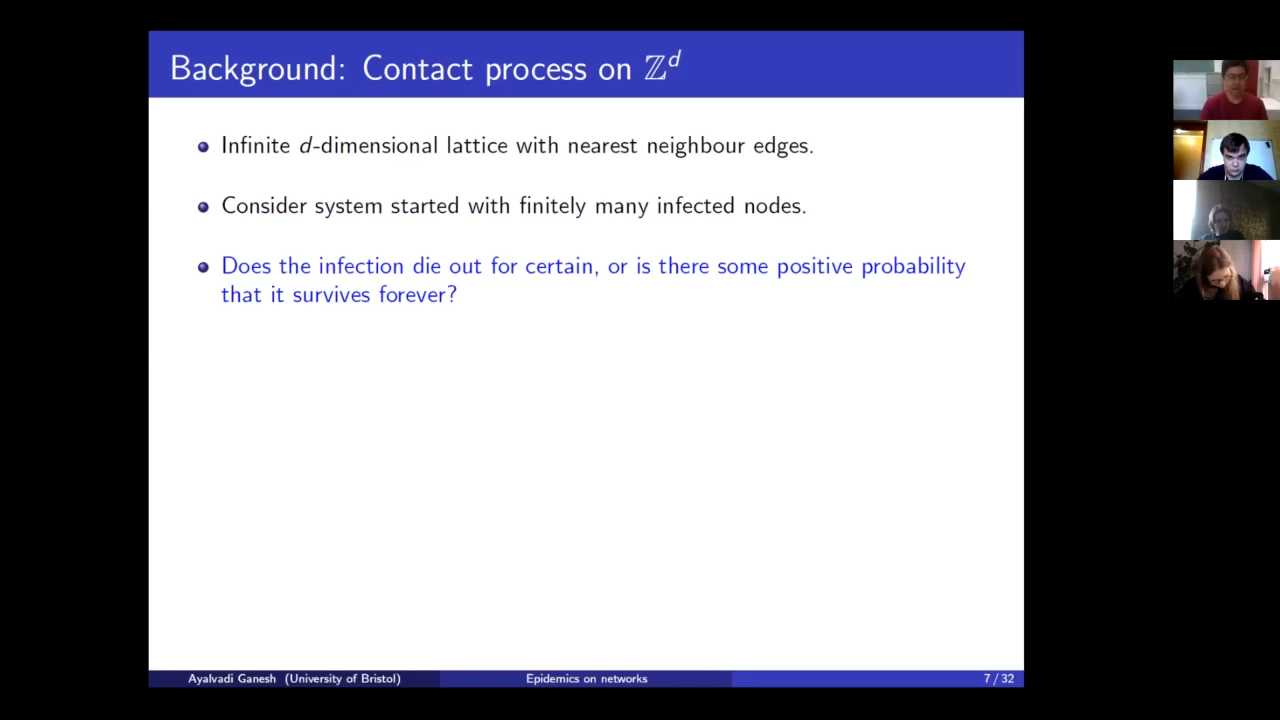 Background: Contact process on ℤᵈ
Infinite d-dimensional lattice with nearest neighbour edges.
Consider system started with finitely many infected nodes.
Does the infection die out for certain, or is there some positive probability
that it survives forever?
Ayalvadi Ganesh (University of Bristol) Epidemics on networks 7 / 32